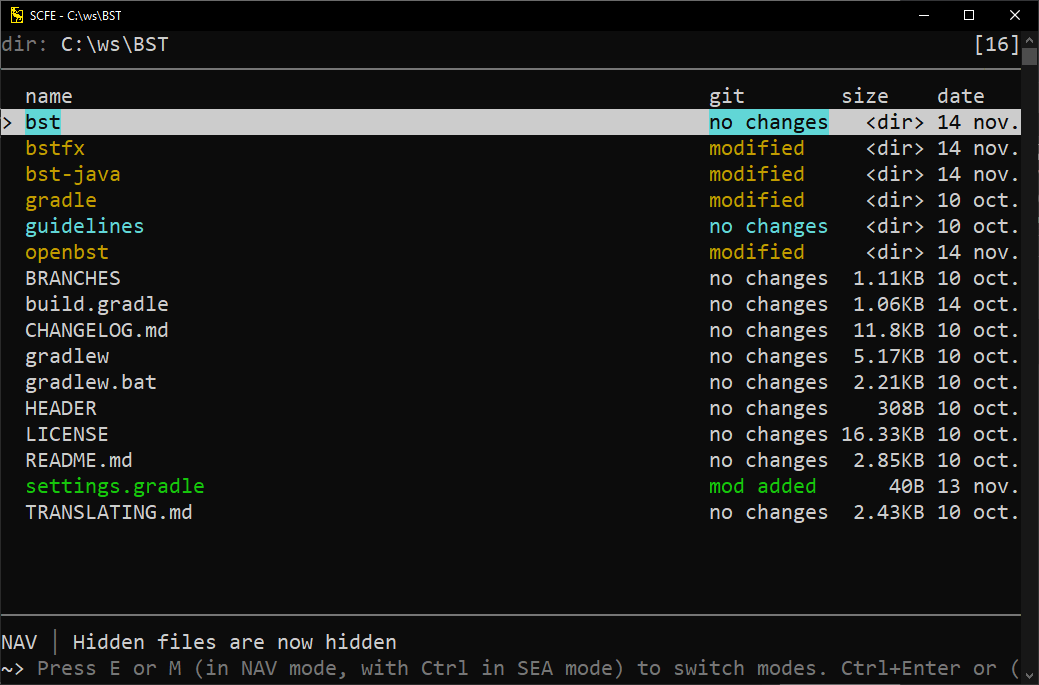 SCFE - C:\ws\BST
dir: C:\ws\BST [16]
name git size date
> bst no changes <dir> 14 nov.
bstfx modified <dir> 14 nov.
bst-java modified <dir> 14 nov.
gradle modified <dir> 10 oct.
guidelines no changes <dir> 10 oct.
openbst modified <dir> 14 nov.
BRANCHES no changes 1.11KB 10 oct.
build.gradle no changes 1.06KB 14 oct.
CHANGELOG.md no changes 11.8KB 10 oct.
gradlew no changes 5.17KB 10 oct.
gradlew.bat no changes 2.21KB 10 oct.
HEADER no changes 308B 10 oct.
LICENSE no changes 16.33KB 10 oct.
README.md no changes 2.85KB 10 oct.
settings.gradle mod added 40B 13 nov.
TRANSLATING.md no changes 2.43KB 10 oct.
NAV │ Hidden files are now hidden
~> Press E or M (in NAV mode, with Ctrl in SEA mode) to switch modes. Ctrl+Enter or (